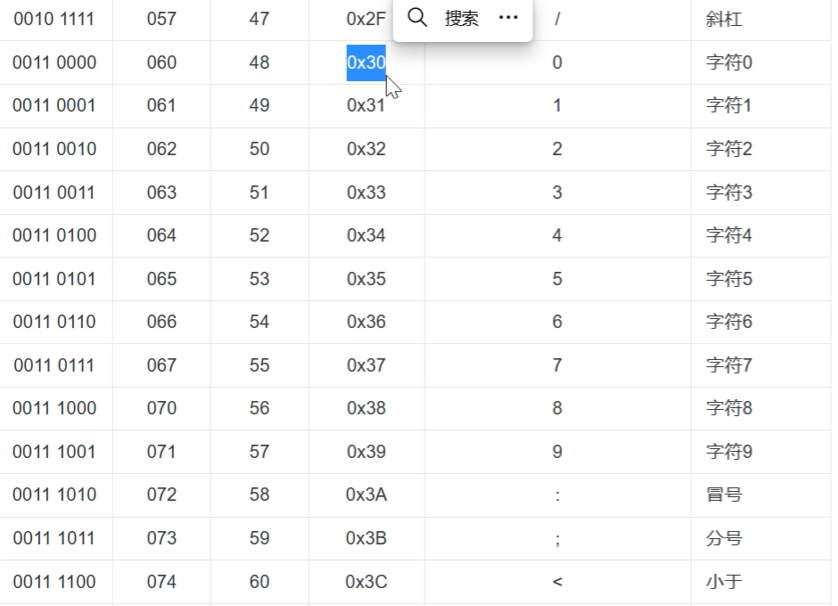 0010 1111 057 47 0x2F / 斜杠
搜索 ···
0011 0000 060 48 0x30 0 字符0
0011 0001 061 49 0x31 1 字符1
0011 0010 062 50 0x32 2 字符2
0011 0011 063 51 0x33 3 字符3
0011 0100 064 52 0x34 4 字符4
0011 0101 065 53 0x35 5 字符5
0011 0110 066 54 0x36 6 字符6
0011 0111 067 55 0x37 7 字符7
0011 1000 070 56 0x38 8 字符8
0011 1001 071 57 0x39 9 字符9
0011 1010 072 58 0x3A : 冒号
0011 1011 073 59 0x3B ; 分号
0011 1100 074 60 0x3C < 小于